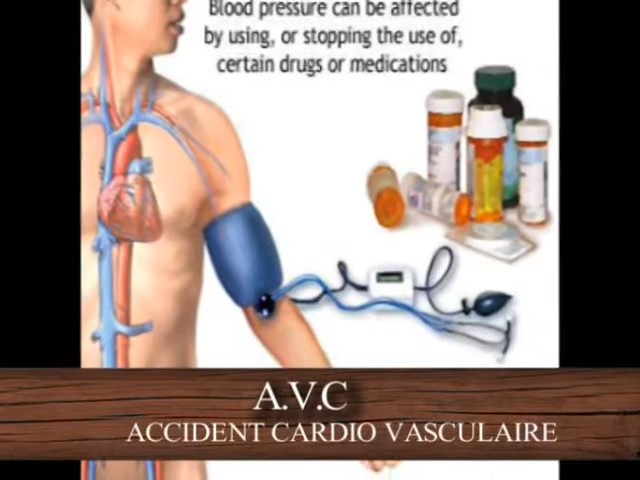 Blood pressure can be affected
by using, or stopping the use of,
certain drugs or medications
A.V.C
ACCIDENT CARDIO VASCULAIRE